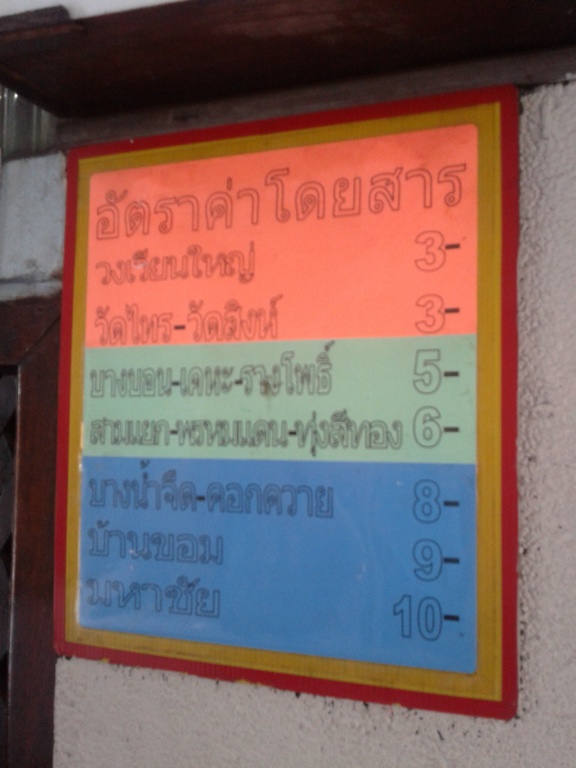 อัตราค่าโดยสาร
วงเวียนใหญ่ 3-
วัดไทร-วัดสิงห์ 3-
บางบอน-เคหะ-รางโพธิ์ 5-
สามแยก-พรหมแดน-ทุ่งสีทอง 6-
บางน้ำจืด-คอกควาย 8-
บ้านขอม 9-
มหาชัย 10-